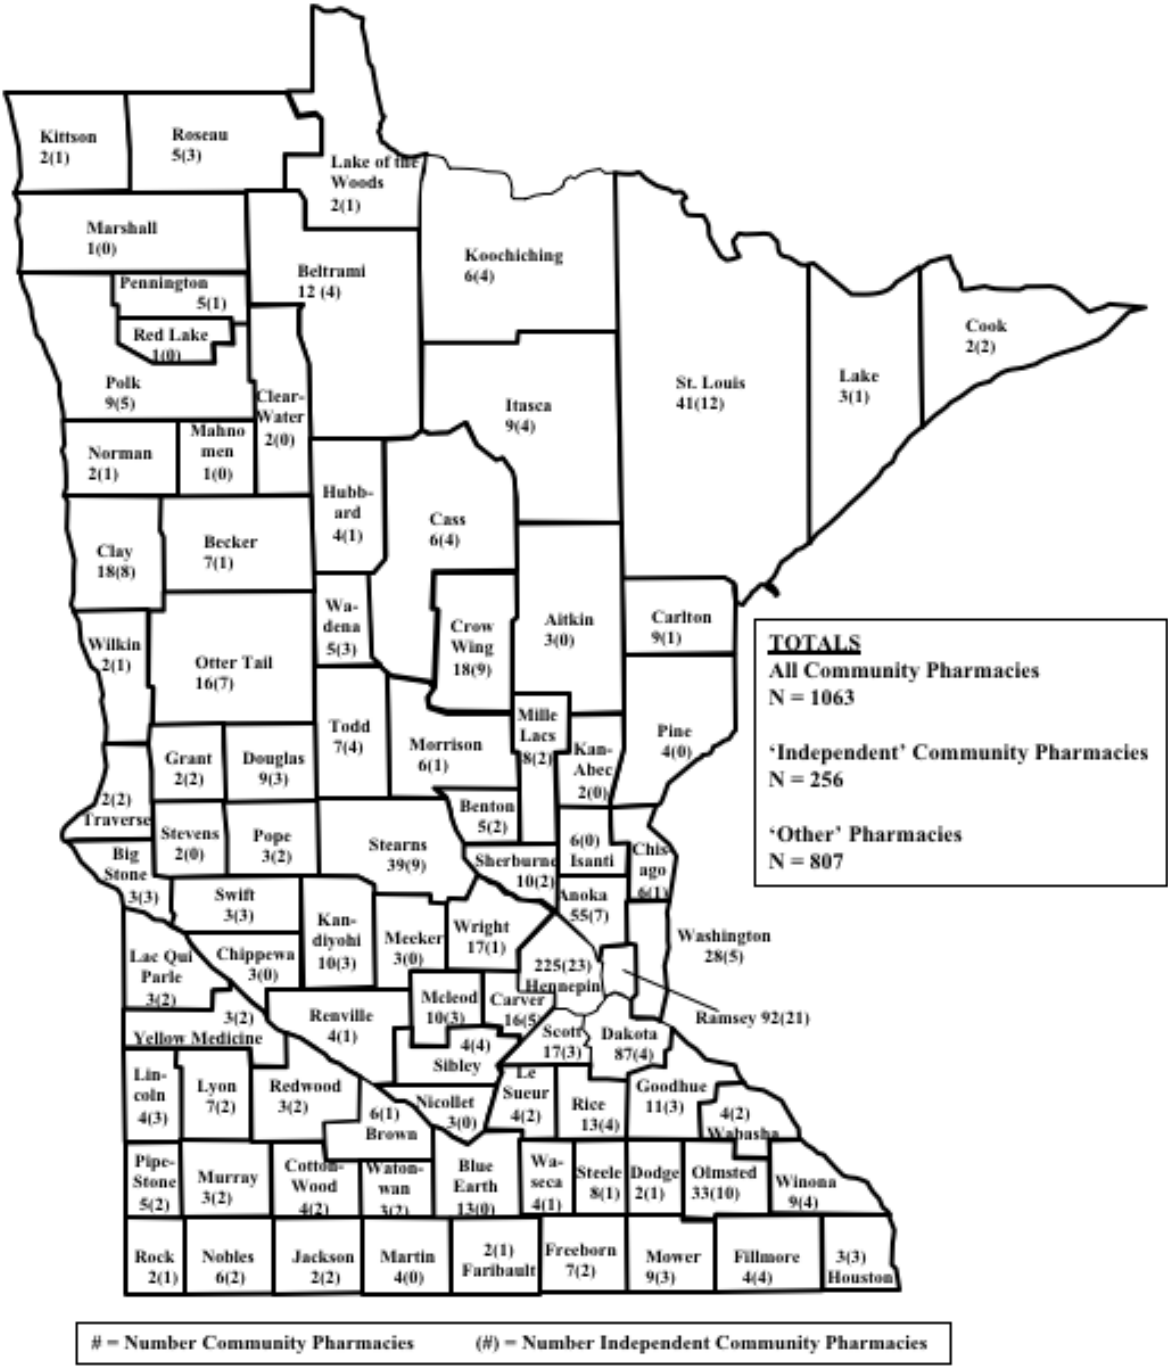 Kittson
2(1)
Roseau
5(3)
Lake of the
Woods
2(1)
Marshall
1(0)
Koochiching
6(4)
Beltrami
12 (4)
Pennington
5(1)
Red Lake
1(0)
Polk
9(5)
Clear-
Water
2(0)
St. Louis
41(12)
Lake
3(1)
Cook
2(2)
Itasca
9(4)
Norman
2(1)
Mahno
men
1(0)
Hubb-
ard
4(1)
Cass
6(4)
Clay
18(8)
Becker
7(1)
Wilkin
2(1)
Otter Tail
16(7)
Wa-
dena
5(3)
Crow
Wing
18(9)
Aitkin
3(0)
Carlton
9(1)
TOTALS
All Community Pharmacies
N = 1063
'Independent' Community Pharmacies
N = 256
'Other' Pharmacies
N = 807
Todd
7(4)
Morrison
6(1)
Mille
Lacs
8(2)
Kan-
Abec
2(0)
Pine
4(0)
Grant
2(2)
Douglas
9(3)
2(2)
Traverse
Stevens
2(0)
Pope
3(2)
Stearns
39(9)
Benton
5(2)
Sherburne
10(2)
6(0)
Isanti
Chis-
ago
6(1)
Big
Stone
3(3)
Swift
3(3)
Kan-
diyohi
10(3)
Meeker
3(0)
Wright
17(1)
Anoka
55(7)
Washington
28(5)
Lac Qui
Parle
3(2)
Chippewa
3(0)
225(23)
Hennepin
Ramsey 92(21)
3(2)
Yellow Medicine
Renville
4(1)
Mcleod
10(3)
Carver
16(5)
4(4)
Sibley
Scott
17(3)
Dakota
87(4)
Lin-
coln
4(3)
Lyon
7(2)
Redwood
3(2)
6(1)
Brown
Nicollet
3(0)
Le
Sueur
4(2)
Rice
13(4)
Goodhue
11(3)
4(2)
Wabasha
Pipe-
Stone
5(2)
Murray
3(2)
Cotton-
Wood
4(2)
Waton-
wan
3(2)
Blue
Earth
13(0)
Wa-
seca
4(1)
Steele
8(1)
Dodge
2(1)
Olmsted
33(10)
Winona
9(4)
Rock
2(1)
Nobles
6(2)
Jackson
2(2)
Martin
4(0)
2(1)
Faribault
Freeborn
7(2)
Mower
9(3)
Fillmore
4(4)
3(3)
Houston
# = Number Community Pharmacies (#) = Number Independent Community Pharmacies